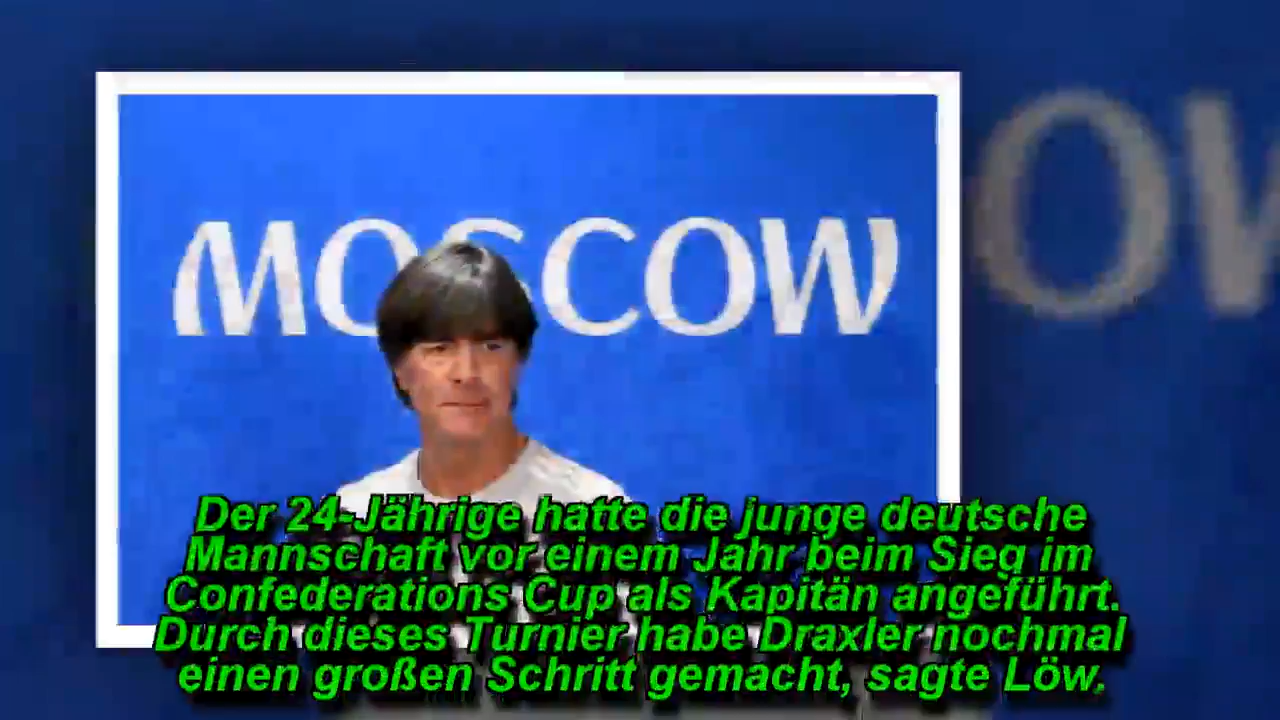 MOSCOW
OW
Der 24-Jährige hatte die junge deutsche
Mannschaft vor einem Jahr beim Sieg im
Confederations Cup als Kapitän angeführt.
Durch dieses Turnier habe Draxler nochmal
einen großen Schritt gemacht, sagte Löw.